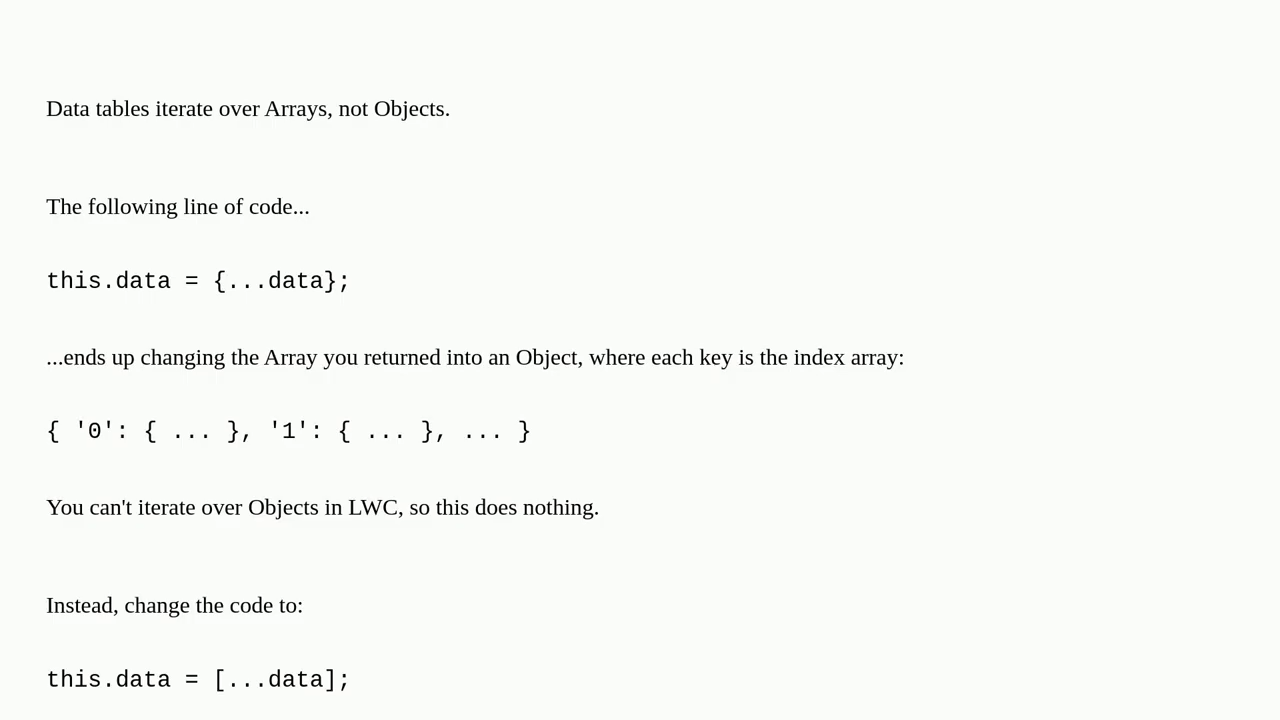 Data tables iterate over Arrays, not Objects.
The following line of code...
this.data = {...data};
...ends up changing the Array you returned into an Object, where each key is the index array:
{ '0': { ... }, '1': { ... }, ... }
You can't iterate over Objects in LWC, so this does nothing.
Instead, change the code to:
this.data = [...data];